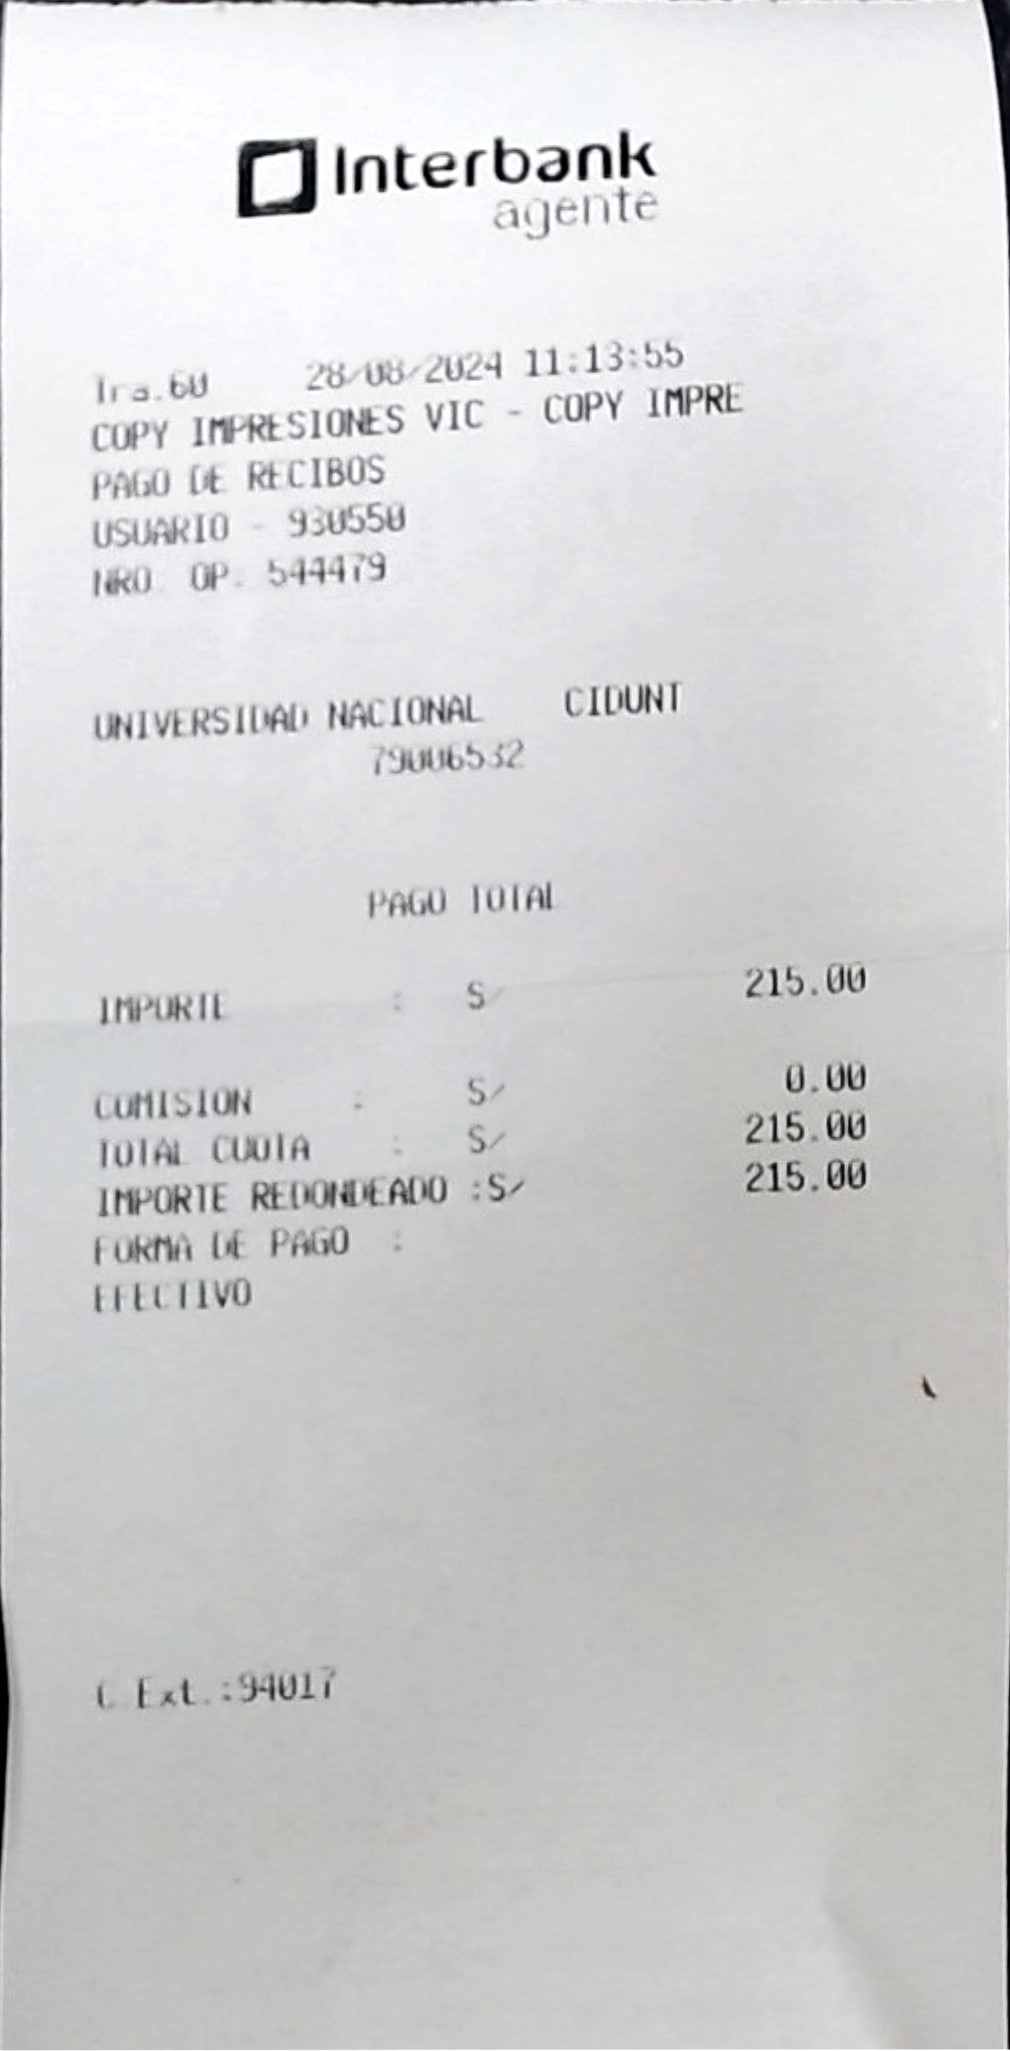 Interbank
agente
Tra.60 28/08/2024 11:13:55
COPY IMPRESIONES VIC - COPY IMPRE
PAGO DE RECIBOS
USUARIO - 930550
NRO. OP. 544479
UNIVERSIDAD NACIONAL CIDUNT
79006532
PAGO TOTAL
IMPORTE : S/ 215.00
COMISION : S/ 0.00
TOTAL CUOTA : S/ 215.00
IMPORTE REDONDEADO :S/ 215.00
FORMA DE PAGO :
EFECTIVO
C.Ext.:94017